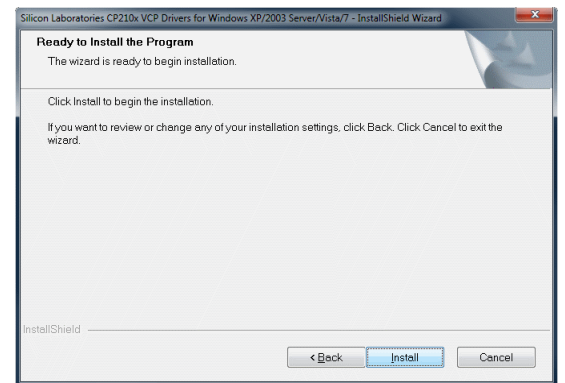 Silicon Laboratories CP210x VCP Drivers for Windows XP/2003 Server/Vista/7 - InstallShield Wizard
Ready to Install the Program
The wizard is ready to begin installation.
Click Install to begin the installation.
If you want to review or change any of your installation settings, click Back. Click Cancel to exit the
wizard.
InstallShield
< Back Install Cancel